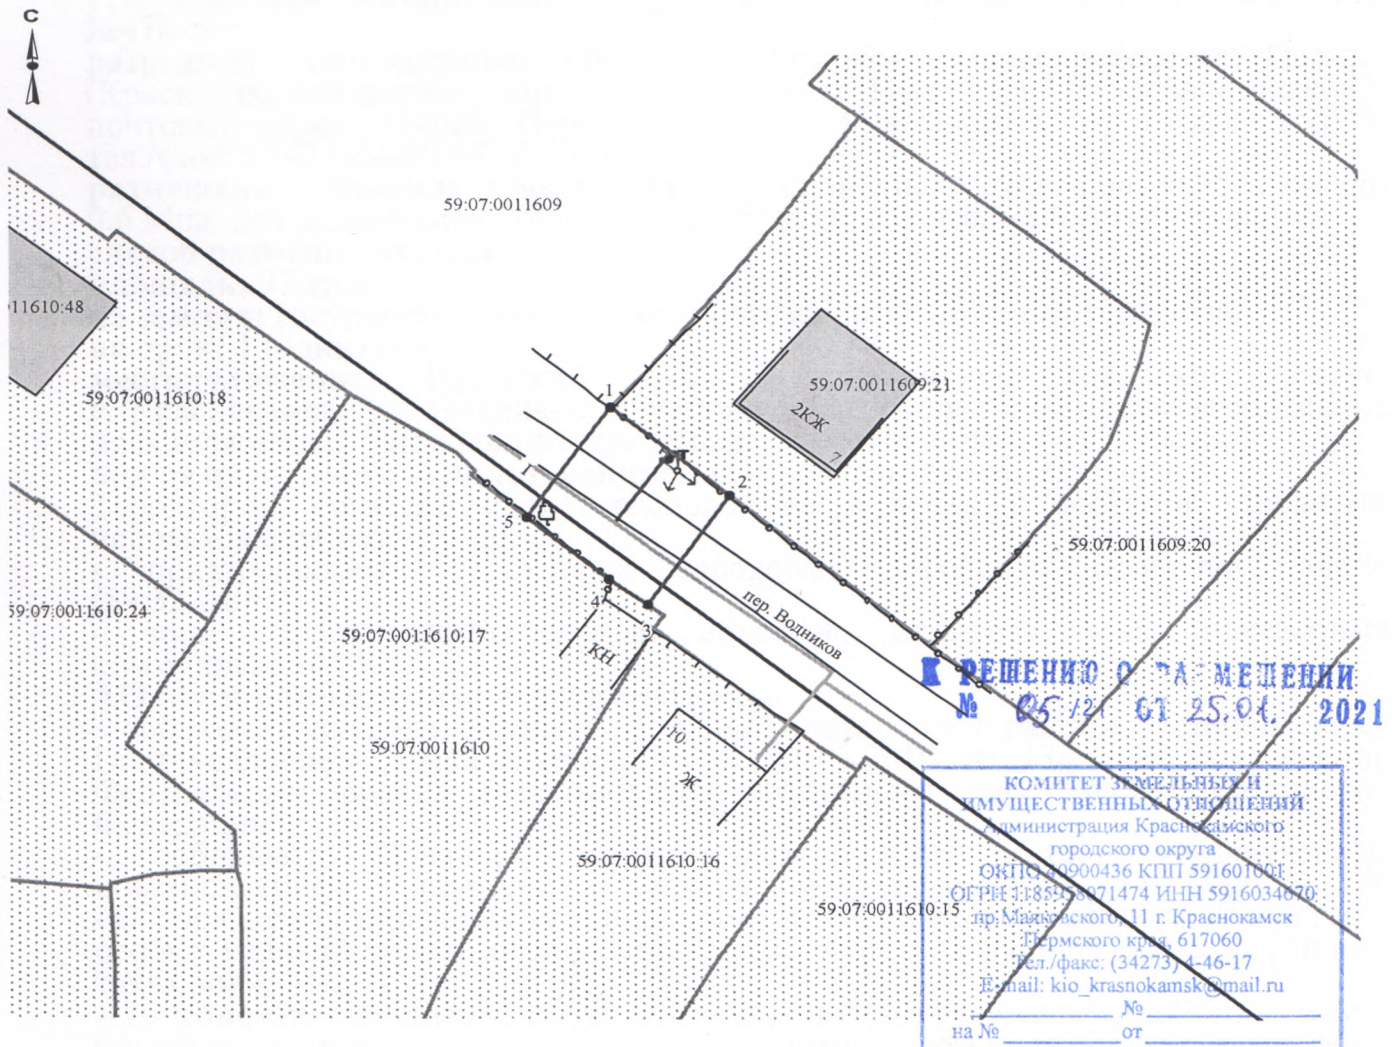 С
59:07:0011609
11610:48
59:07:0011610:18
1
59:07:0011609:21
2КЖ
7
2
1
5
59:07:0011609:20
59:07:0011610:24
4
59:07:0011610:17
КН
3
пер. Водников
К РЕШЕНИЮ О РАЗМЕЩЕНИИ
№ 05/21 ОТ 25.01. 2021
59:07:0011610
10
Ж
59:07:0011610:16
59:07:0011610:15
КОМИТЕТ ЗЕМЕЛЬНЫХ И
ИМУЩЕСТВЕННЫХ ОТНОШЕНИЙ
Администрация Краснокамского
городского округа
ОКПО 40900436 КПП 591601001
ОГРН 1185958071474 ИНН 5916034670
пр.Маяковского, 11 г. Краснокамск
Пермского края, 617060
Тел./факс: (34273) 4-46-17
E-mail: kio_krasnokamsk@mail.ru
№
на № от